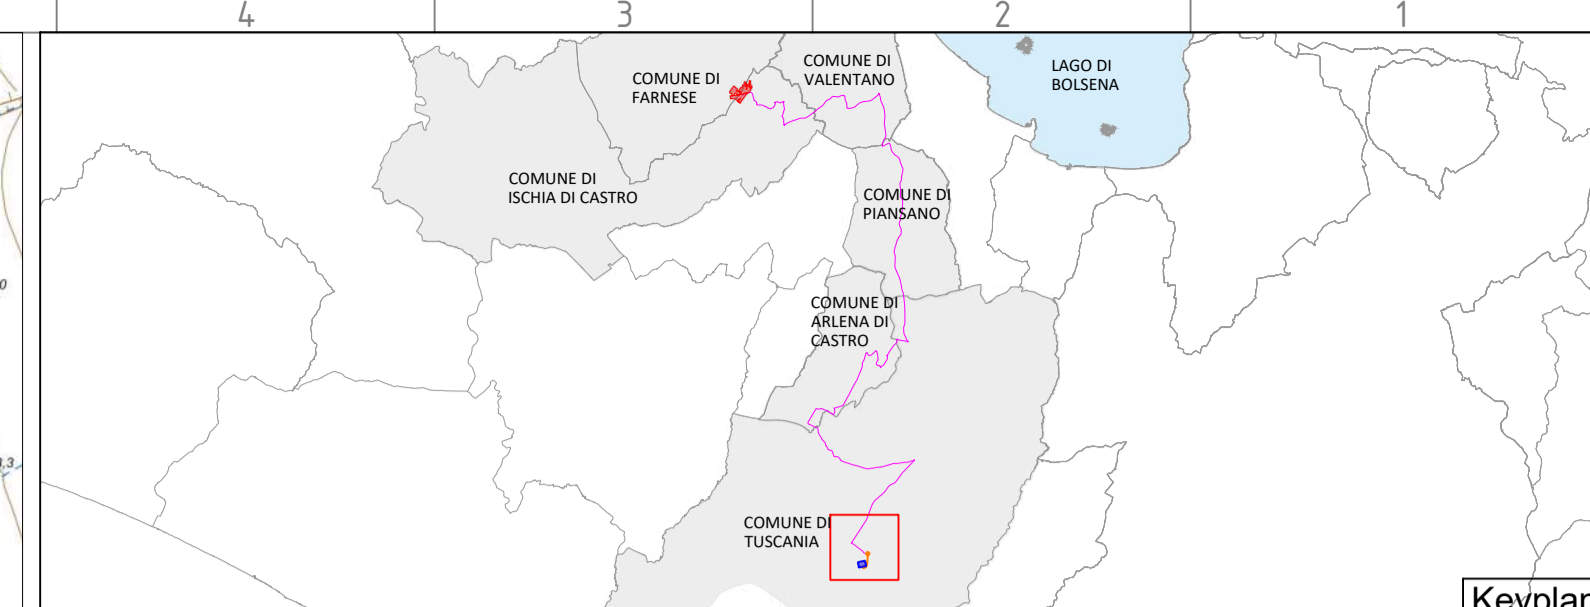 4 3 2 1
COMUNE DI
VALENTANO
LAGO DI
BOLSENA
COMUNE DI
FARNESE
COMUNE DI
ISCHIA DI CASTRO
COMUNE DI
PIANSANO
0
COMUNE DI
ARLENA DI
CASTRO
COMUNE DI
TUSCANIA
Keyplan